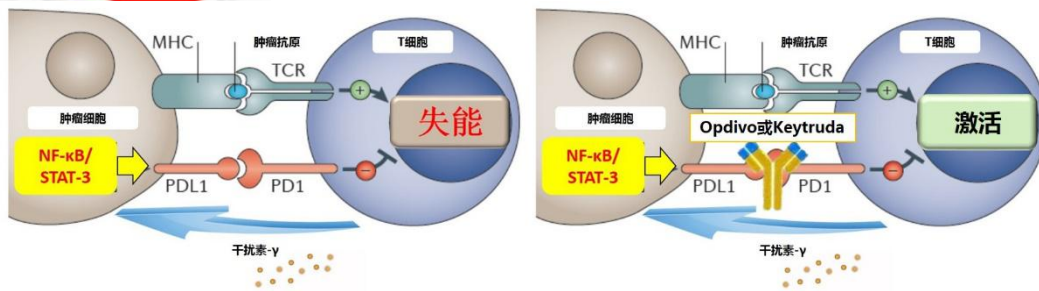 MHC
肿瘤抗原
T细胞
TCR
肿瘤细胞
失能
NF-κB/
STAT-3
PDL1
PD1
干扰素-γ
MHC
肿瘤抗原
T细胞
TCR
肿瘤细胞
Opdivo或Keytruda
激活
NF-κB/
STAT-3
PDL1
PD1
干扰素-γ